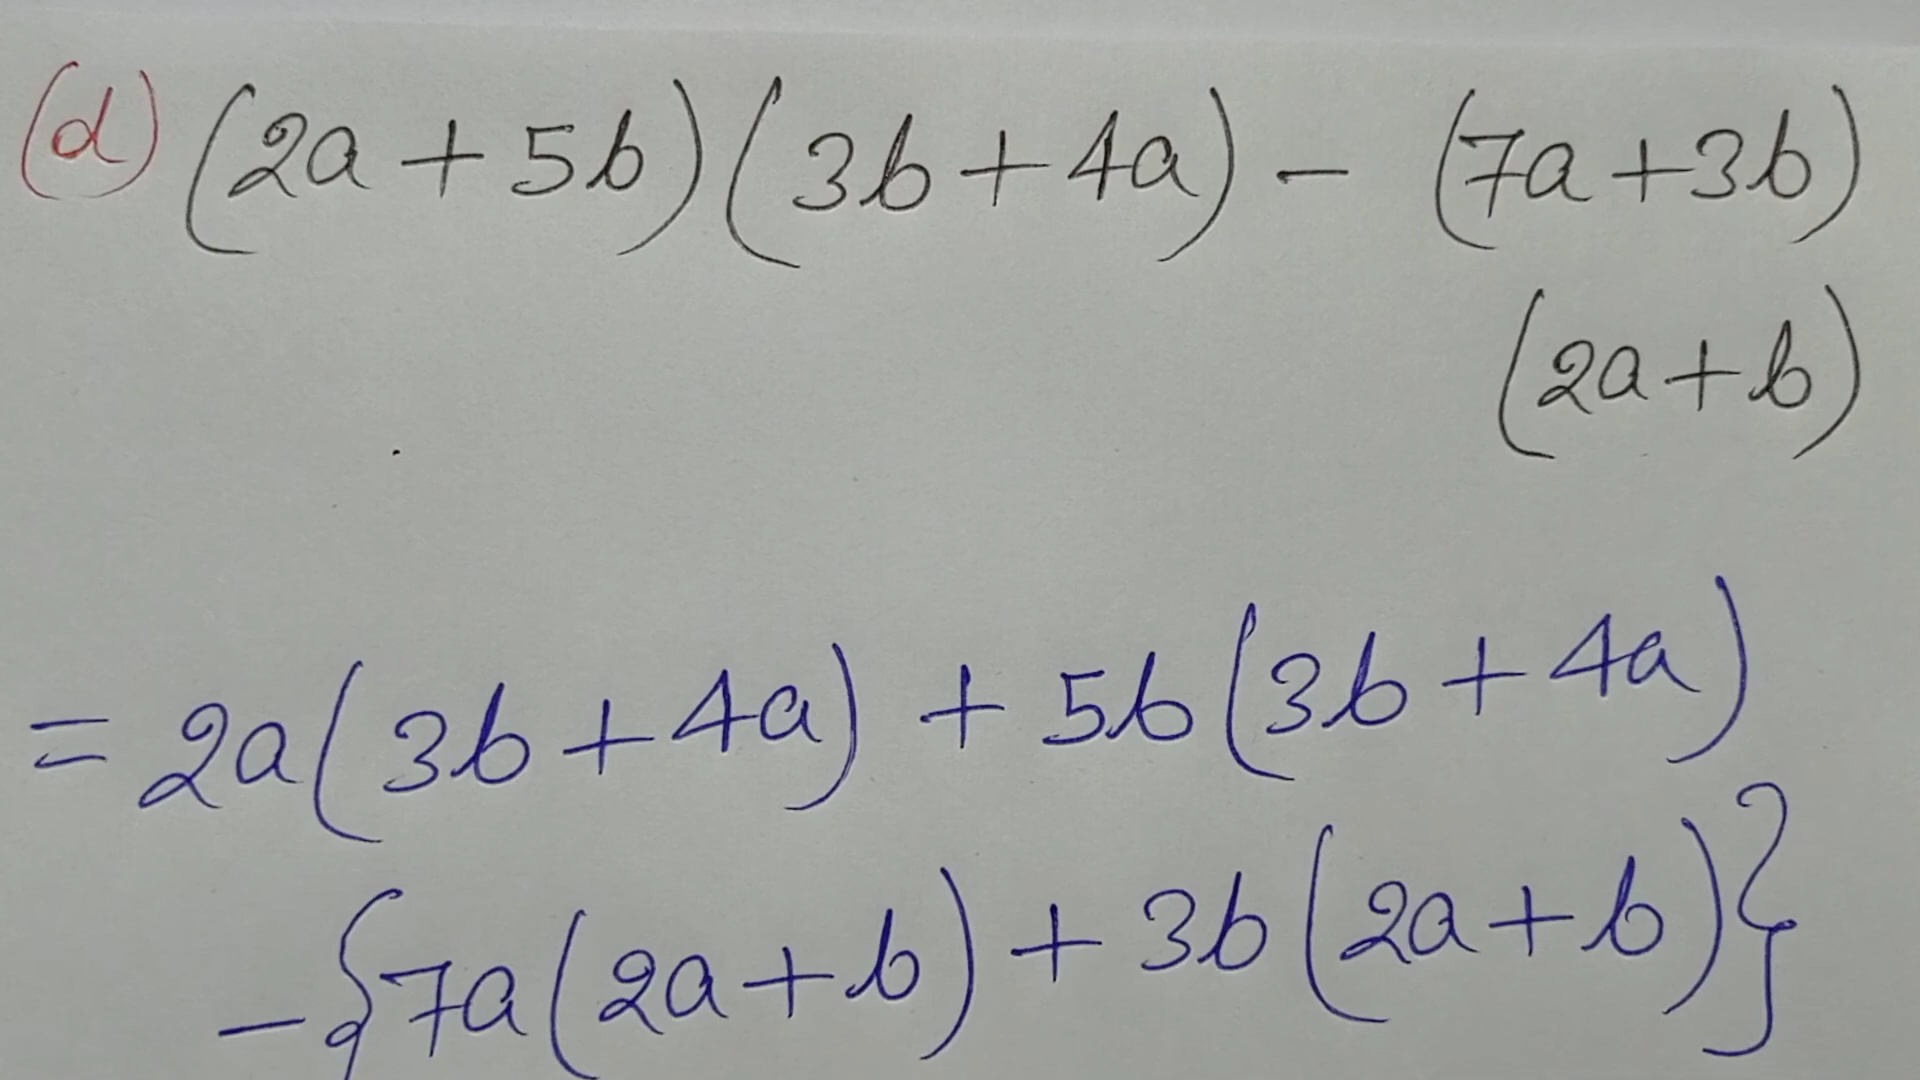 (d) (2a + 5b) (3b + 4a) - (7a + 3b)
(2a + b)
= 2a(3b + 4a) + 5b(3b + 4a)
- {7a(2a + b) + 3b(2a + b)}